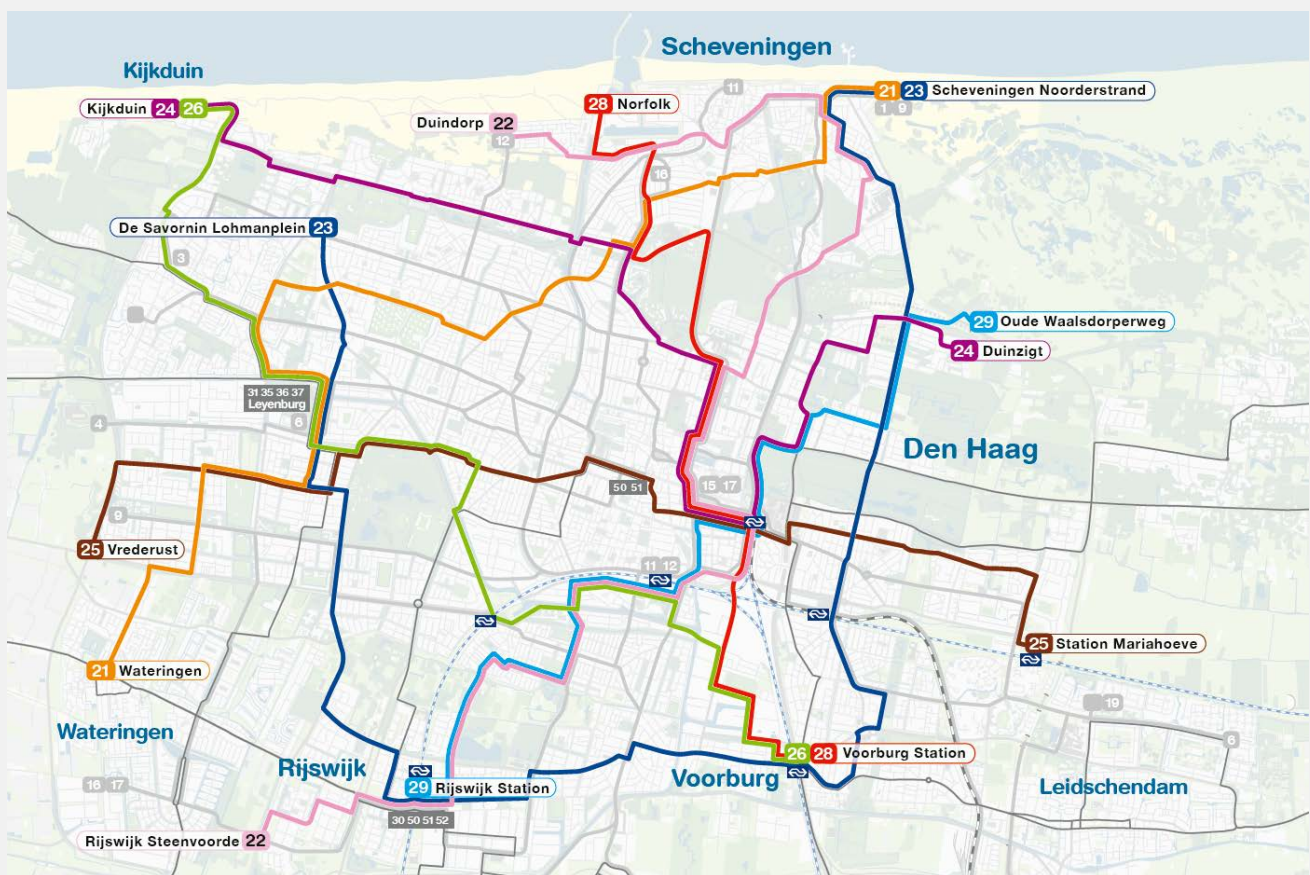 Scheveningen
Kijkduin
Kijkduin 24 26
11
28 Norfolk
21 23 Scheveningen Noorderstrand
1 9
Duindorp 22
12
16
De Savornin Lohmanplein 23
3
29 Oude Waalsdorperweg
24 Duinzigt
31 35 36 37
Leyenburg
6
4
Den Haag
15 17
50 51
9
25 Vrederust
11 12
25 Station Mariahoeve
21 Wateringen
19
Wateringen
6
26 28 Voorburg Station
Rijswijk
Voorburg
16 17
29 Rijswijk Station
Leidschendam
30 50 51 52
Rijswijk Steenvoorde 22